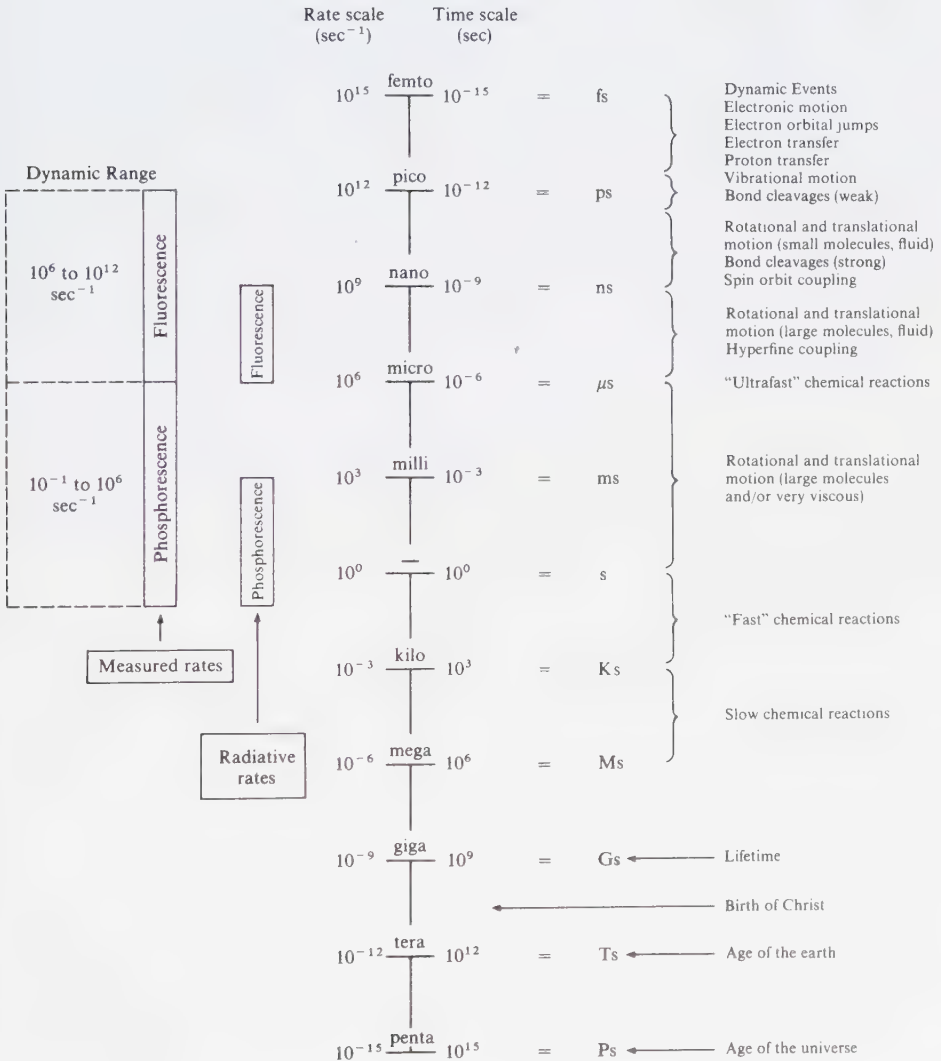 Rate scale Time scale
(sec⁻¹) (sec)
femto
10¹⁵ 10⁻¹⁵ = fs
Dynamic Events
Electronic motion
Electron orbital jumps
Electron transfer
Proton transfer
Dynamic Range
pico
10¹² 10⁻¹² = ps
Vibrational motion
Bond cleavages (weak)
10⁶ to 10¹²
sec⁻¹
Fluorescence
Rotational and translational
motion (small molecules, fluid)
Bond cleavages (strong)
Spin orbit coupling
nano
10⁹ 10⁻⁹ = ns
Fluorescence
Rotational and translational
motion (large molecules, fluid)
Hyperfine coupling
micro
10⁶ 10⁻⁶ = μs
"Ultrafast" chemical reactions
10⁻¹ to 10⁶
sec⁻¹
Phosphorescence
milli
10³ 10⁻³ = ms
Rotational and translational
motion (large molecules
and/or very viscous)
Phosphorescence
—
10⁰ 10⁰ = s
"Fast" chemical reactions
Measured rates
kilo
10⁻³ 10³ = Ks
Slow chemical reactions
Radiative
rates
mega
10⁻⁶ 10⁶ = Ms
giga
10⁻⁹ 10⁹ = Gs
Lifetime
Birth of Christ
tera
10⁻¹² 10¹² = Ts
Age of the earth
penta
10⁻¹⁵ 10¹⁵ = Ps
Age of the universe